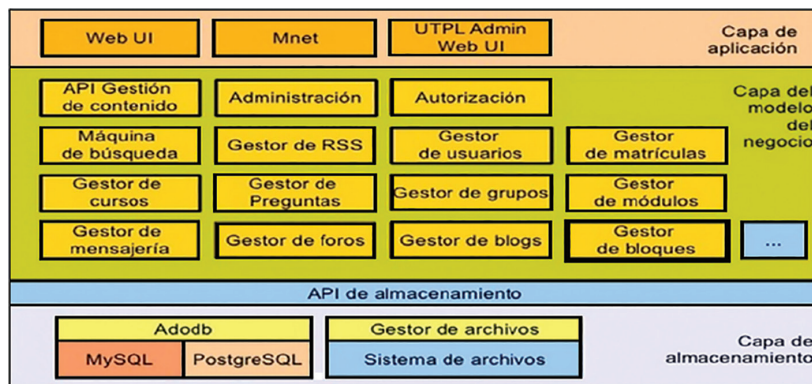 Web UI
Mnet
UTPL Admin
Web UI
Capa de
aplicación
API Gestión
de contenido
Administración
Autorización
Capa del
modelo
del
negocio
Máquina
de búsqueda
Gestor de RSS
Gestor
de usuarios
Gestor
de matrículas
Gestor de
cursos
Gestor de
Preguntas
Gestor de grupos
Gestor
de módulos
Gestor de
mensajería
Gestor de foros
Gestor de blogs
Gestor
de bloques
...
API de almacenamiento
Adodb
MySQL
PostgreSQL
Gestor de archivos
Sistema de archivos
Capa de
almacenamiento